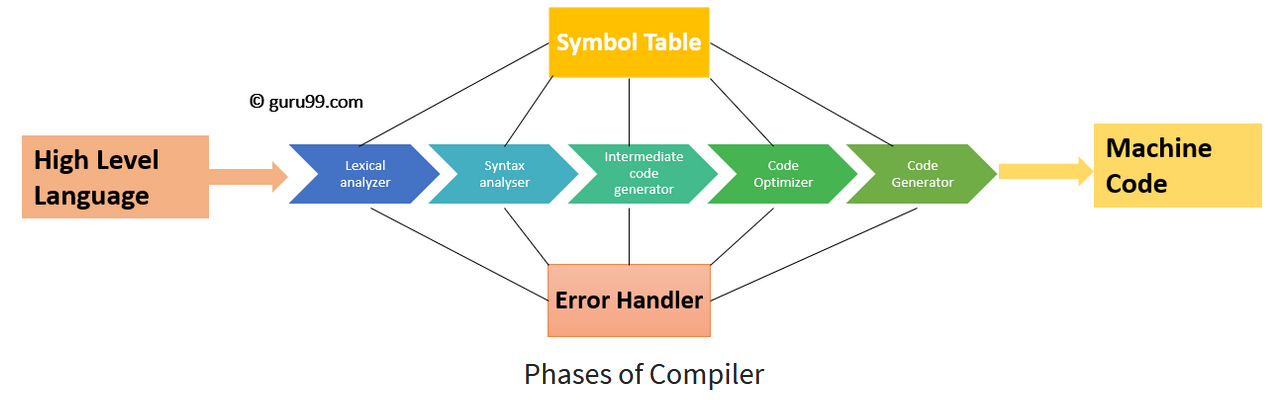 Symbol Table
© guru99.com
High Level
Language
Lexical
analyzer
Syntax
analyser
Intermediate
code
generator
Code
Optimizer
Code
Generator
Machine
Code
Error Handler
Phases of Compiler